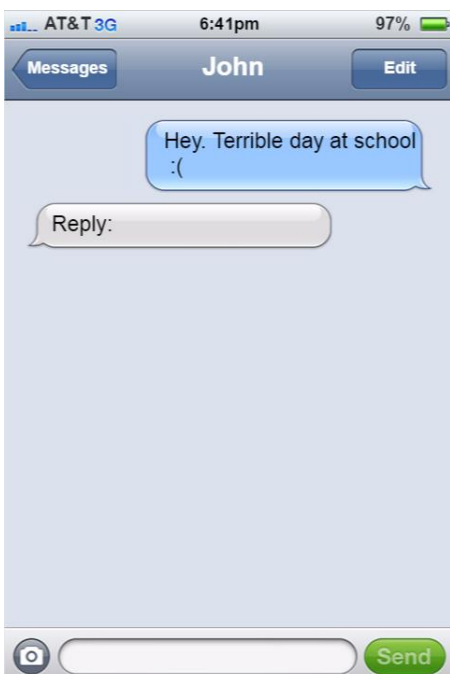 AT&T 3G 6:41pm 97%
Messages John Edit
Hey. Terrible day at school
:(
Reply:
Send